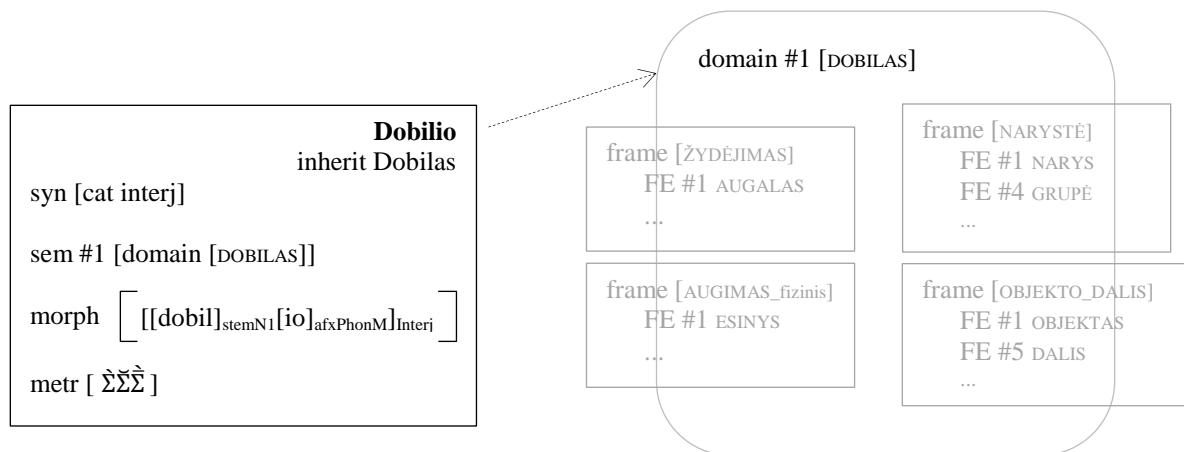 Dobilio
inherit Dobilas
syn [cat interj]
sem #1 [domain [DOBILAS]]
morph [[dobil]stemN1[io]afxPhonM]Interj
metr [ Σ̀Σ̆Σ̄̀ ]
domain #1 [DOBILAS]
frame [ŽYDĖJIMAS]
FE #1 AUGALAS
...
frame [NARYSTĖ]
FE #1 NARYS
FE #4 GRUPĖ
...
frame [AUGIMAS_fizinis]
FE #1 ESINYS
...
frame [OBJEKTO_DALIS]
FE #1 OBJEKTAS
FE #5 DALIS
...